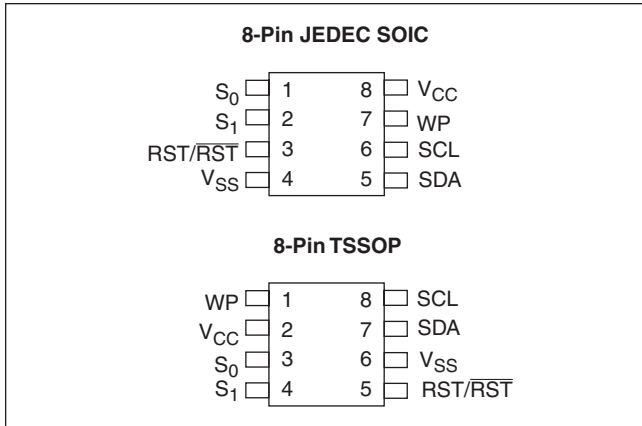 8-Pin JEDEC SOIC
S0 1 8 VCC
S1 2 7 WP
RST/R̅S̅T̅ 3 6 SCL
VSS 4 5 SDA
8-Pin TSSOP
WP 1 8 SCL
VCC 2 7 SDA
S0 3 6 VSS
S1 4 5 RST/R̅S̅T̅